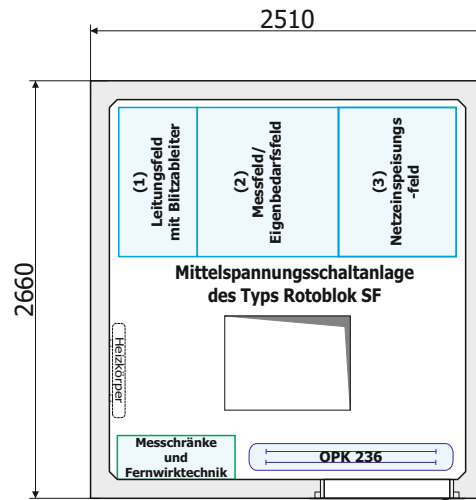 2510
2660
(1)
Leitungsfeld
mit Blitzableiter
(2)
Messfeld/
Eigenbedarfsfeld
(3)
Netzeinspeisungs
-feld
Mittelspannungsschaltanlage
des Typs Rotoblok SF
Heizkörper
Messchränke
und
Fernwirktechnik
OPK 236